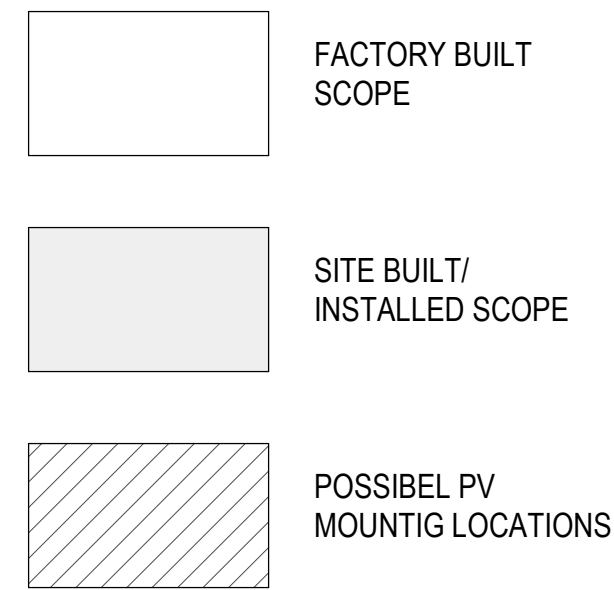 FACTORY BUILT
SCOPE
SITE BUILT/
INSTALLED SCOPE
POSSIBEL PV
MOUNTIG LOCATIONS